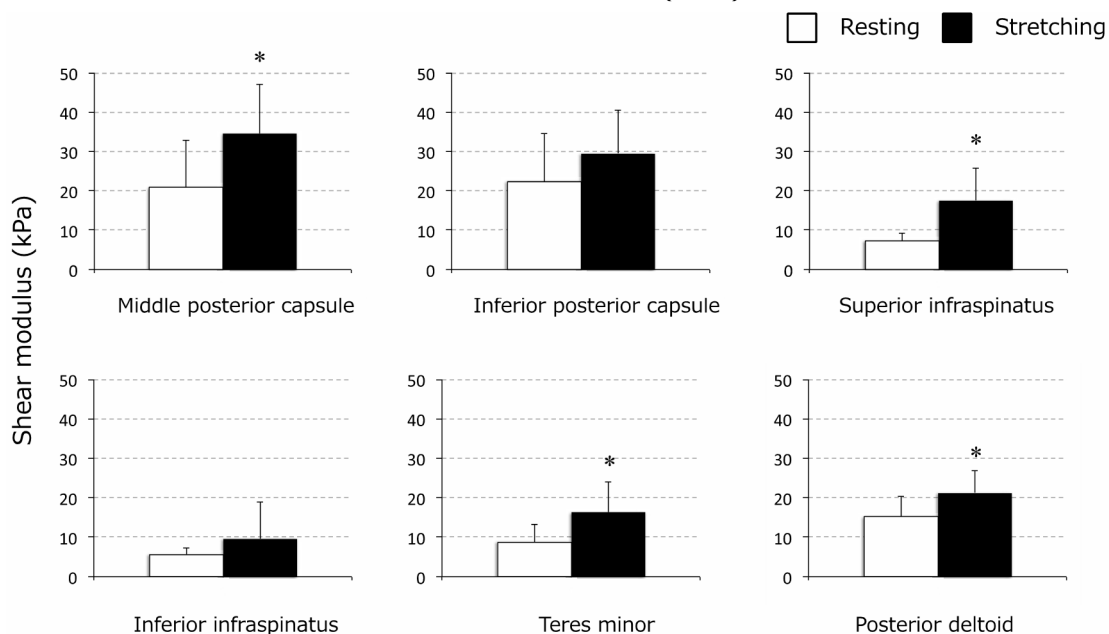 Resting Stretching
Shear modulus (kPa)
50 40 30 20 10 0
*
Middle posterior capsule
50 40 30 20 10 0
Inferior posterior capsule
50 40 30 20 10 0
*
Superior infraspinatus
50 40 30 20 10 0
Inferior infraspinatus
50 40 30 20 10 0
*
Teres minor
50 40 30 20 10 0
*
Posterior deltoid